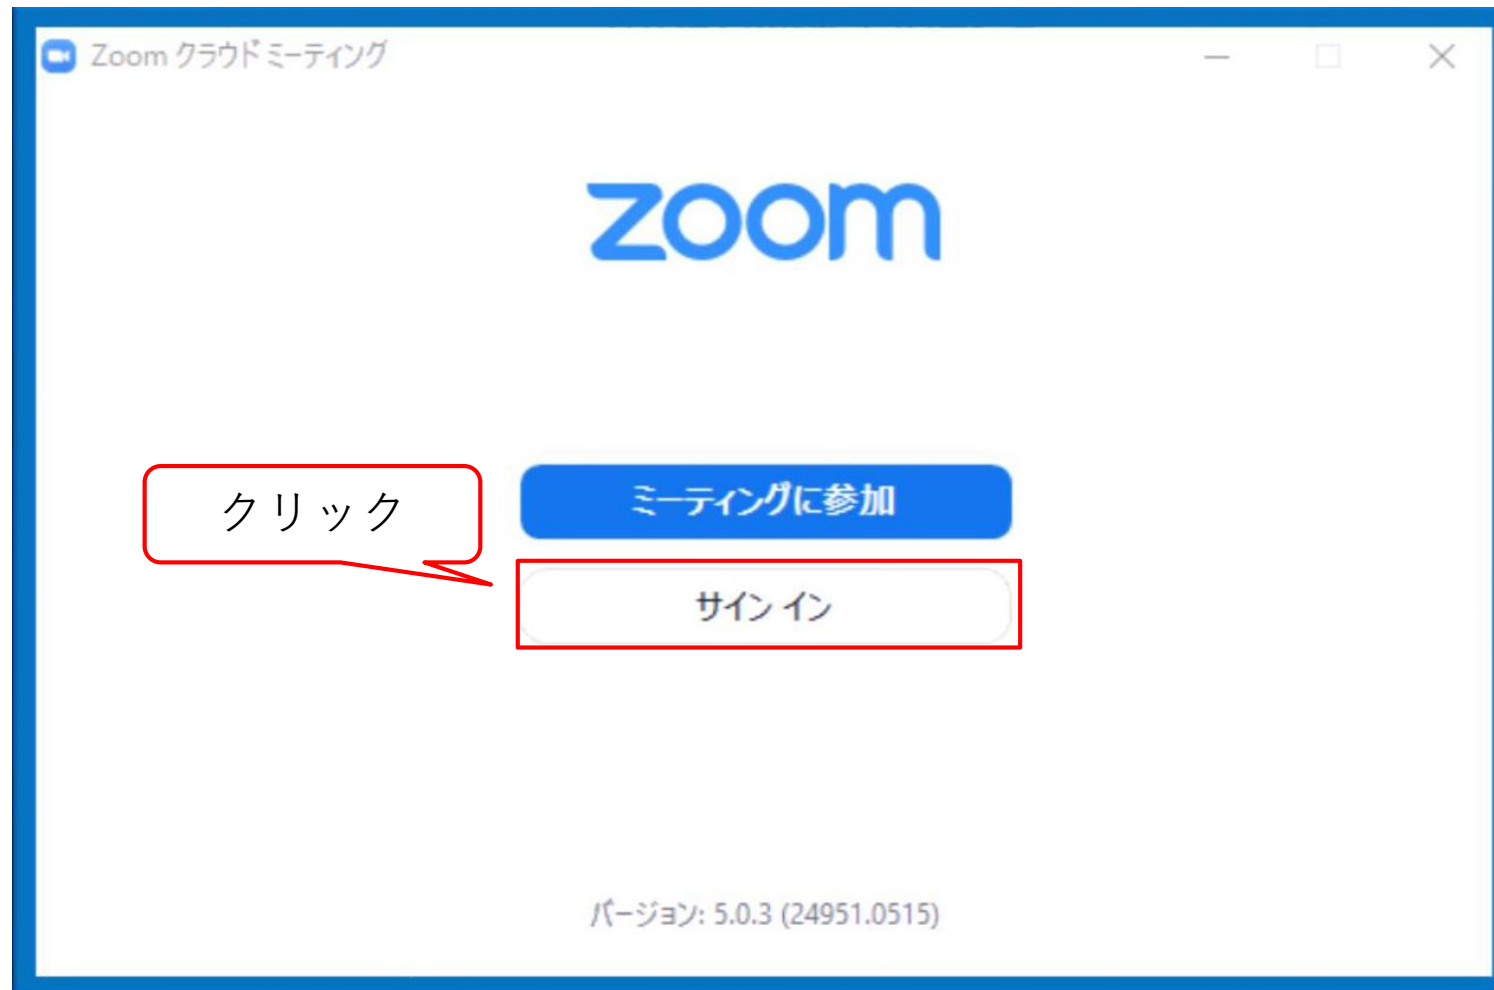 Zoom クラウド ミーティング
zoom
ミーティングに参加
クリック
サイン イン
バージョン: 5.0.3 (24951.0515)